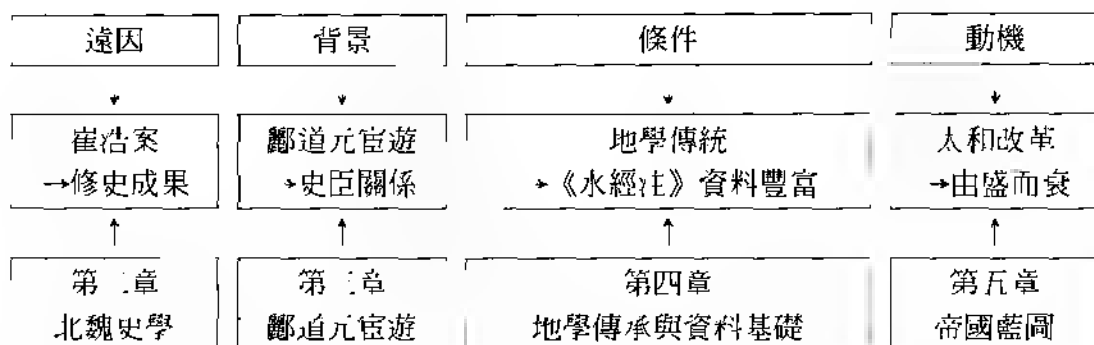 遠因 背景 條件 動機
崔浩案 酈道元宦遊 地學傳統 太和改革
→修史成果 →史臣關係 →《水經注》資料豐富 →由盛而衰
第二章 第三章 第四章 第五章
北魏史學 酈道元宦遊 地學傳承與資料基礎 帝國藍圖